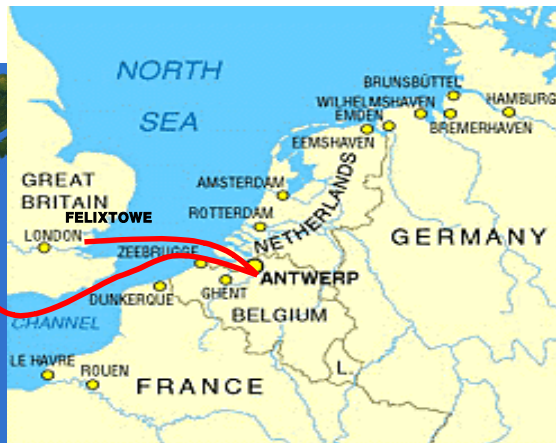 NORTH
SEA
BRUNSBÜTTEL
WILHELMSHAVEN
HAMBURG
EMDEN
BREMERHAVEN
EEMSHAVEN
GREAT
BRITAIN
AMSTERDAM
NETHERLANDS
FELIXTOWE
ROTTERDAM
LONDON
GERMANY
ZEEBRUGGE
ANTWERP
DUNKERQUE
GHENT
BELGIUM
CHANNEL
LE HAVRE
ROUEN
L.
FRANCE